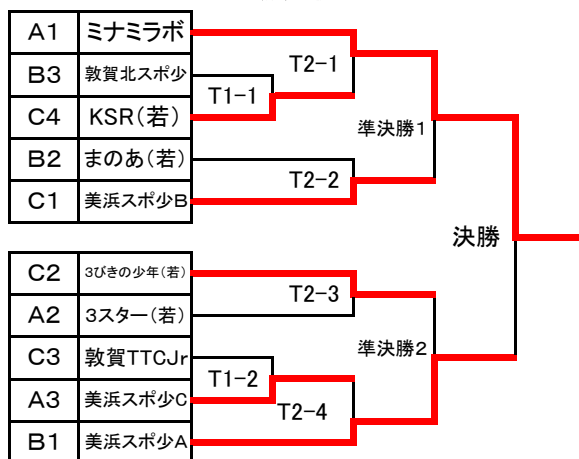 A1 ミナミラボ
B3 敦賀北スポ少
C4 KSR(若)
B2 まのあ(若)
C1 美浜スポ少B
T1-1
T2-1
T2-2
準決勝1
決勝
C2 3びきの少年(若)
A2 3スター(若)
C3 敦賀TTCJr
A3 美浜スポ少C
B1 美浜スポ少A
T2-3
T1-2
T2-4
準決勝2